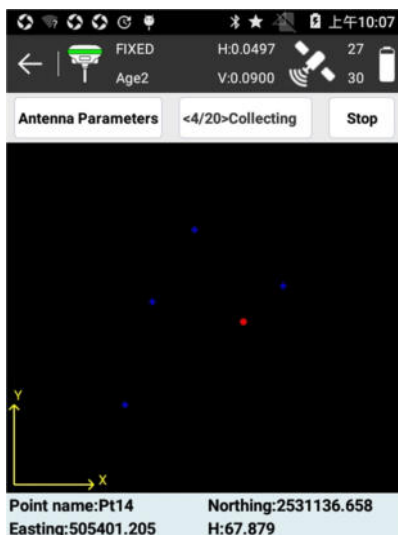 上午10:07
FIXED H:0.0497 27
Age2 V:0.0900 30
Antenna Parameters <4/20>Collecting Stop
Y
X
Point name:Pt14 Northing:2531136.658
Easting:505401.205 H:67.879